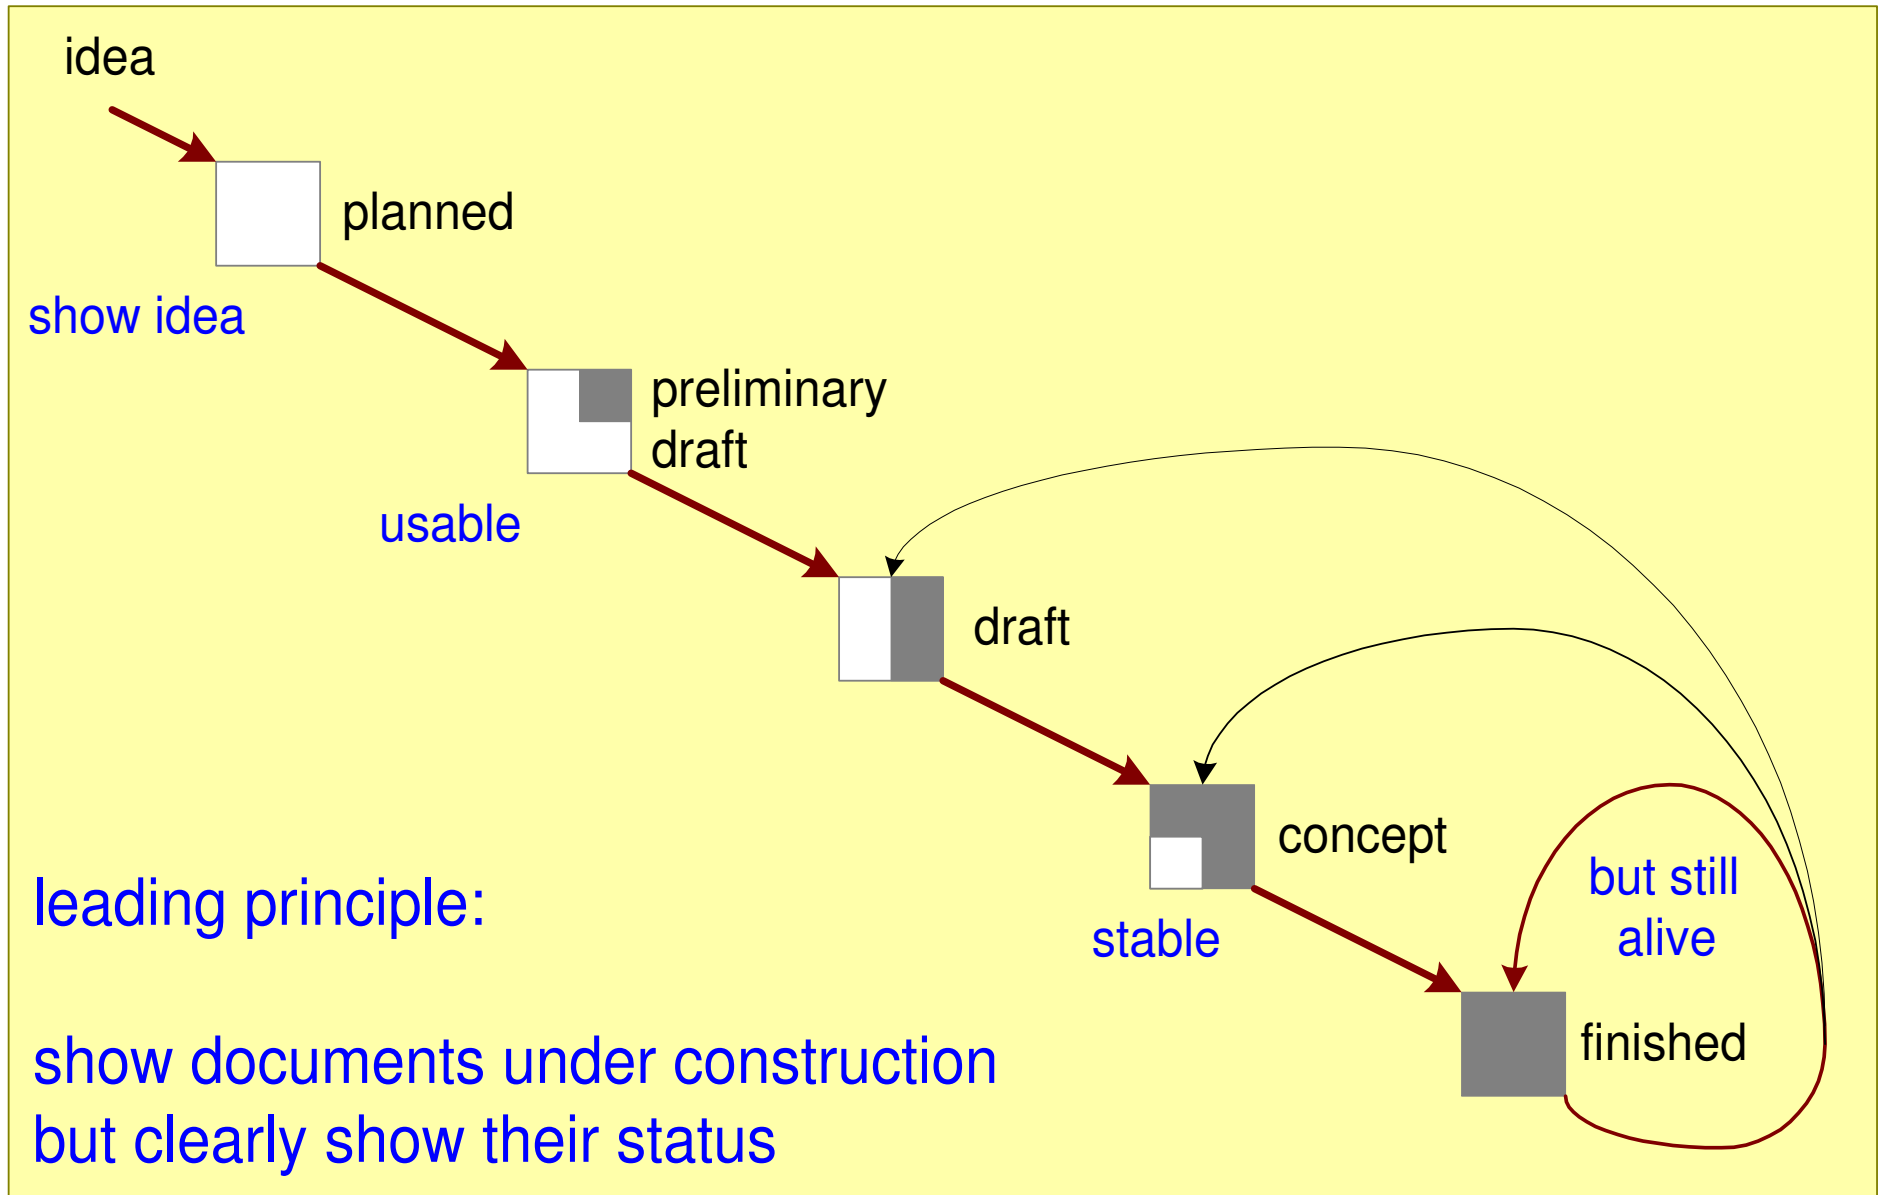 idea
planned
show idea
preliminary
draft
usable
draft
concept
but still
alive
leading principle:
stable
finished
show documents under construction
but clearly show their status